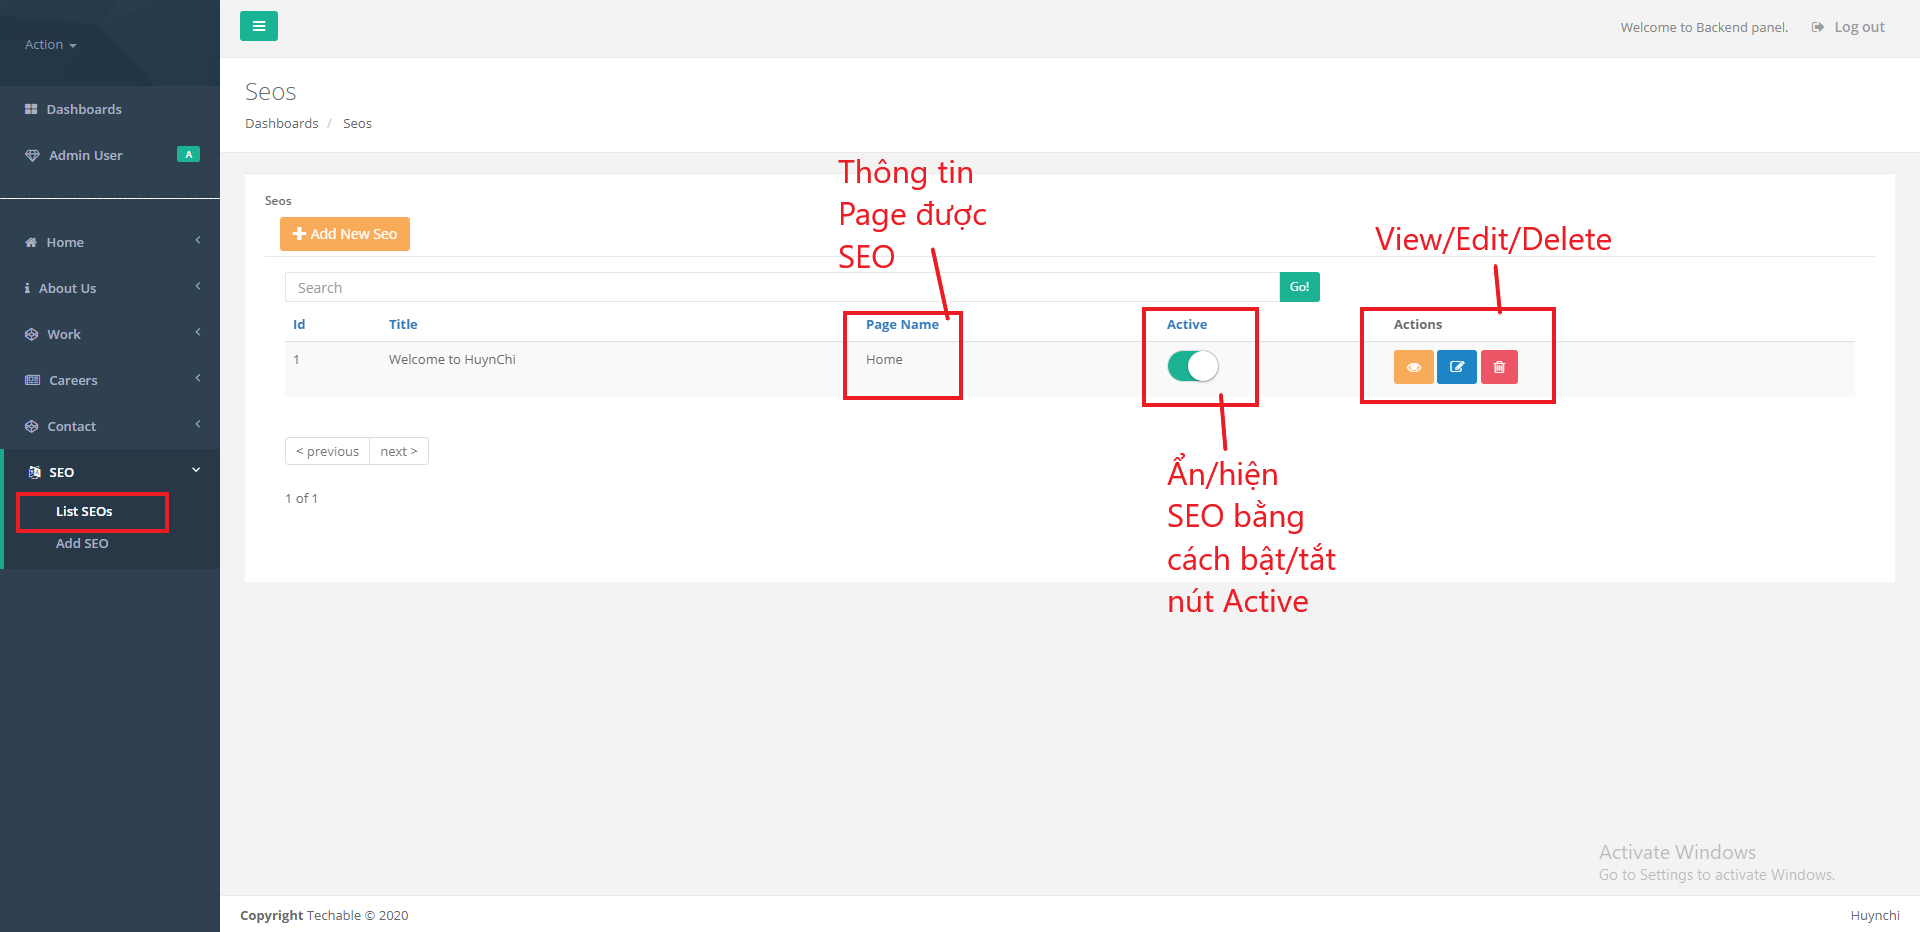 Action
Welcome to Backend panel.
Log out
Dashboards
Admin User
A
Home
About Us
Work
Careers
Contact
SEO
List SEOs
Add SEO
Seos
Dashboards / Seos
Seos
Add New Seo
Thông tin
Page được
SEO
View/Edit/Delete
Search
Go!
Id Title Page Name Active Actions
1 Welcome to HuynChi Home
< previous next >
1 of 1
Ẩn/hiện
SEO bằng
cách bật/tắt
nút Active
Activate Windows
Go to Settings to activate Windows.
Copyright Techable © 2020
Huynchi